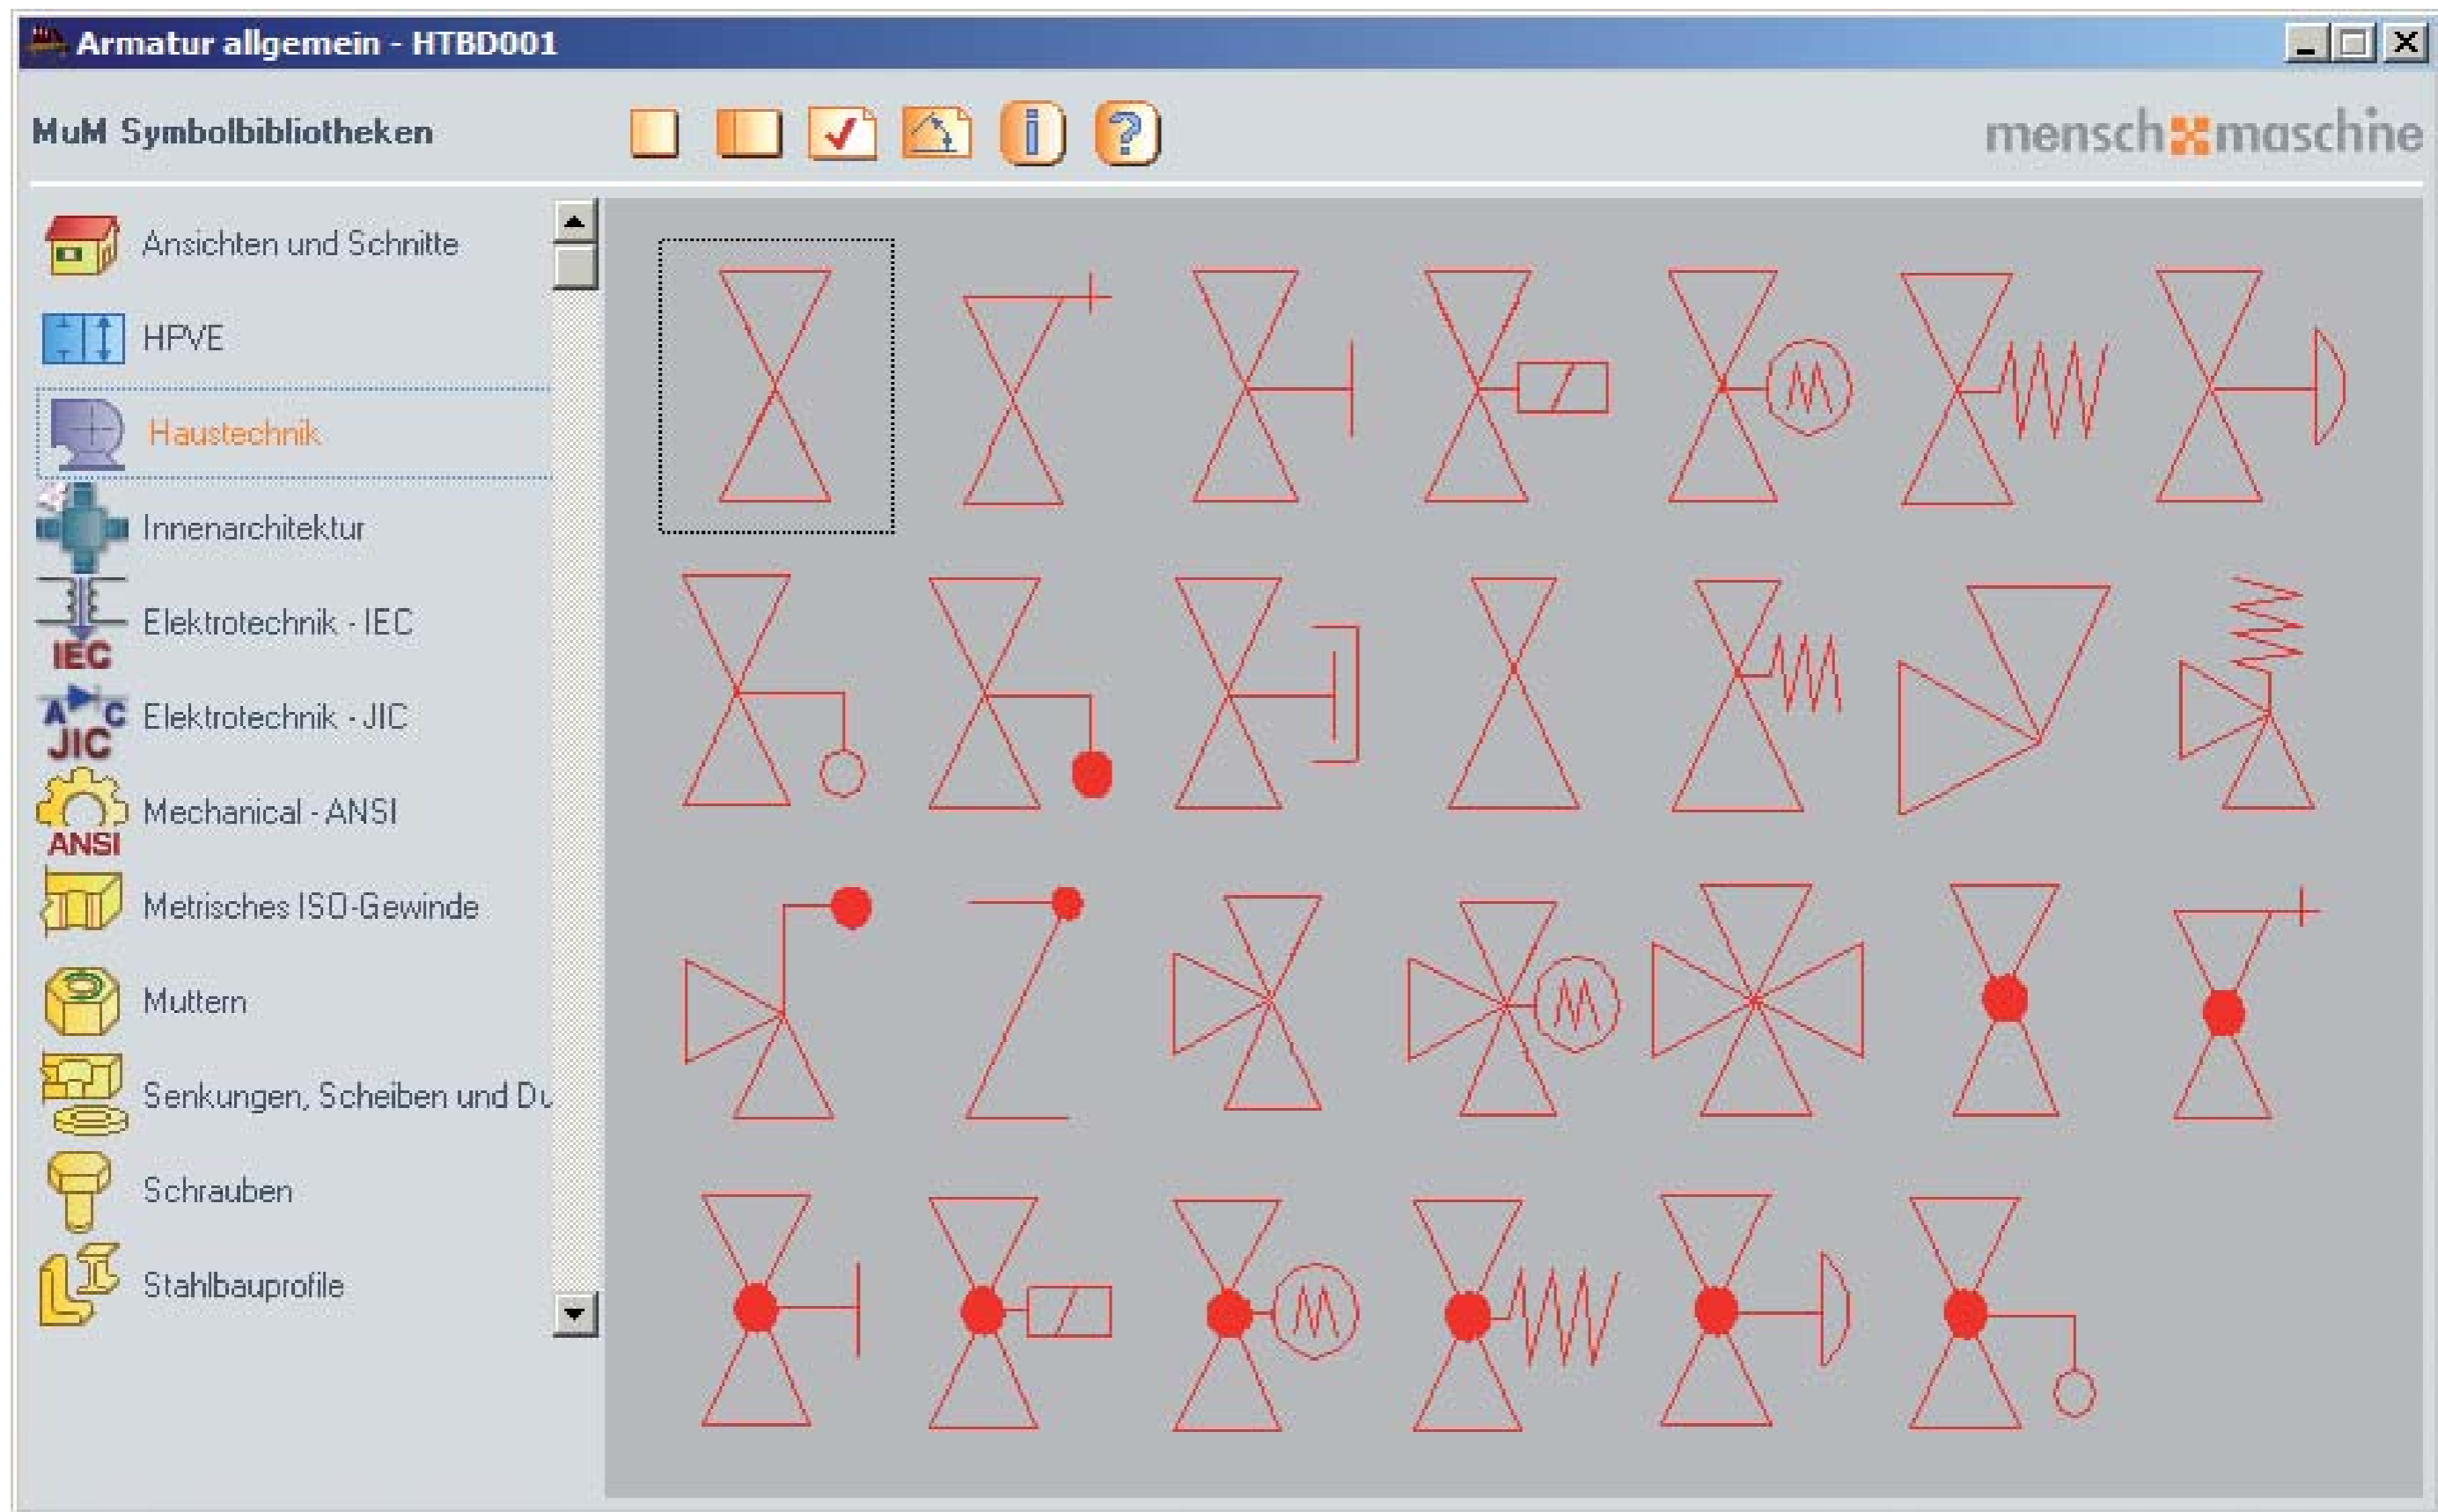 Armatur allgemein - HTBD001
MuM Symbolbibliotheken
mensch maschine
Ansichten und Schnitte
HPVE
Haustechnik
Innenarchitektur
IEC
Elektrotechnik - IEC
A C
JIC
Elektrotechnik - JIC
ANSI
Mechanical - ANSI
Metrisches ISO-Gewinde
Muttern
Senkungen, Scheiben und Du
Schrauben
Stahlbauprofile